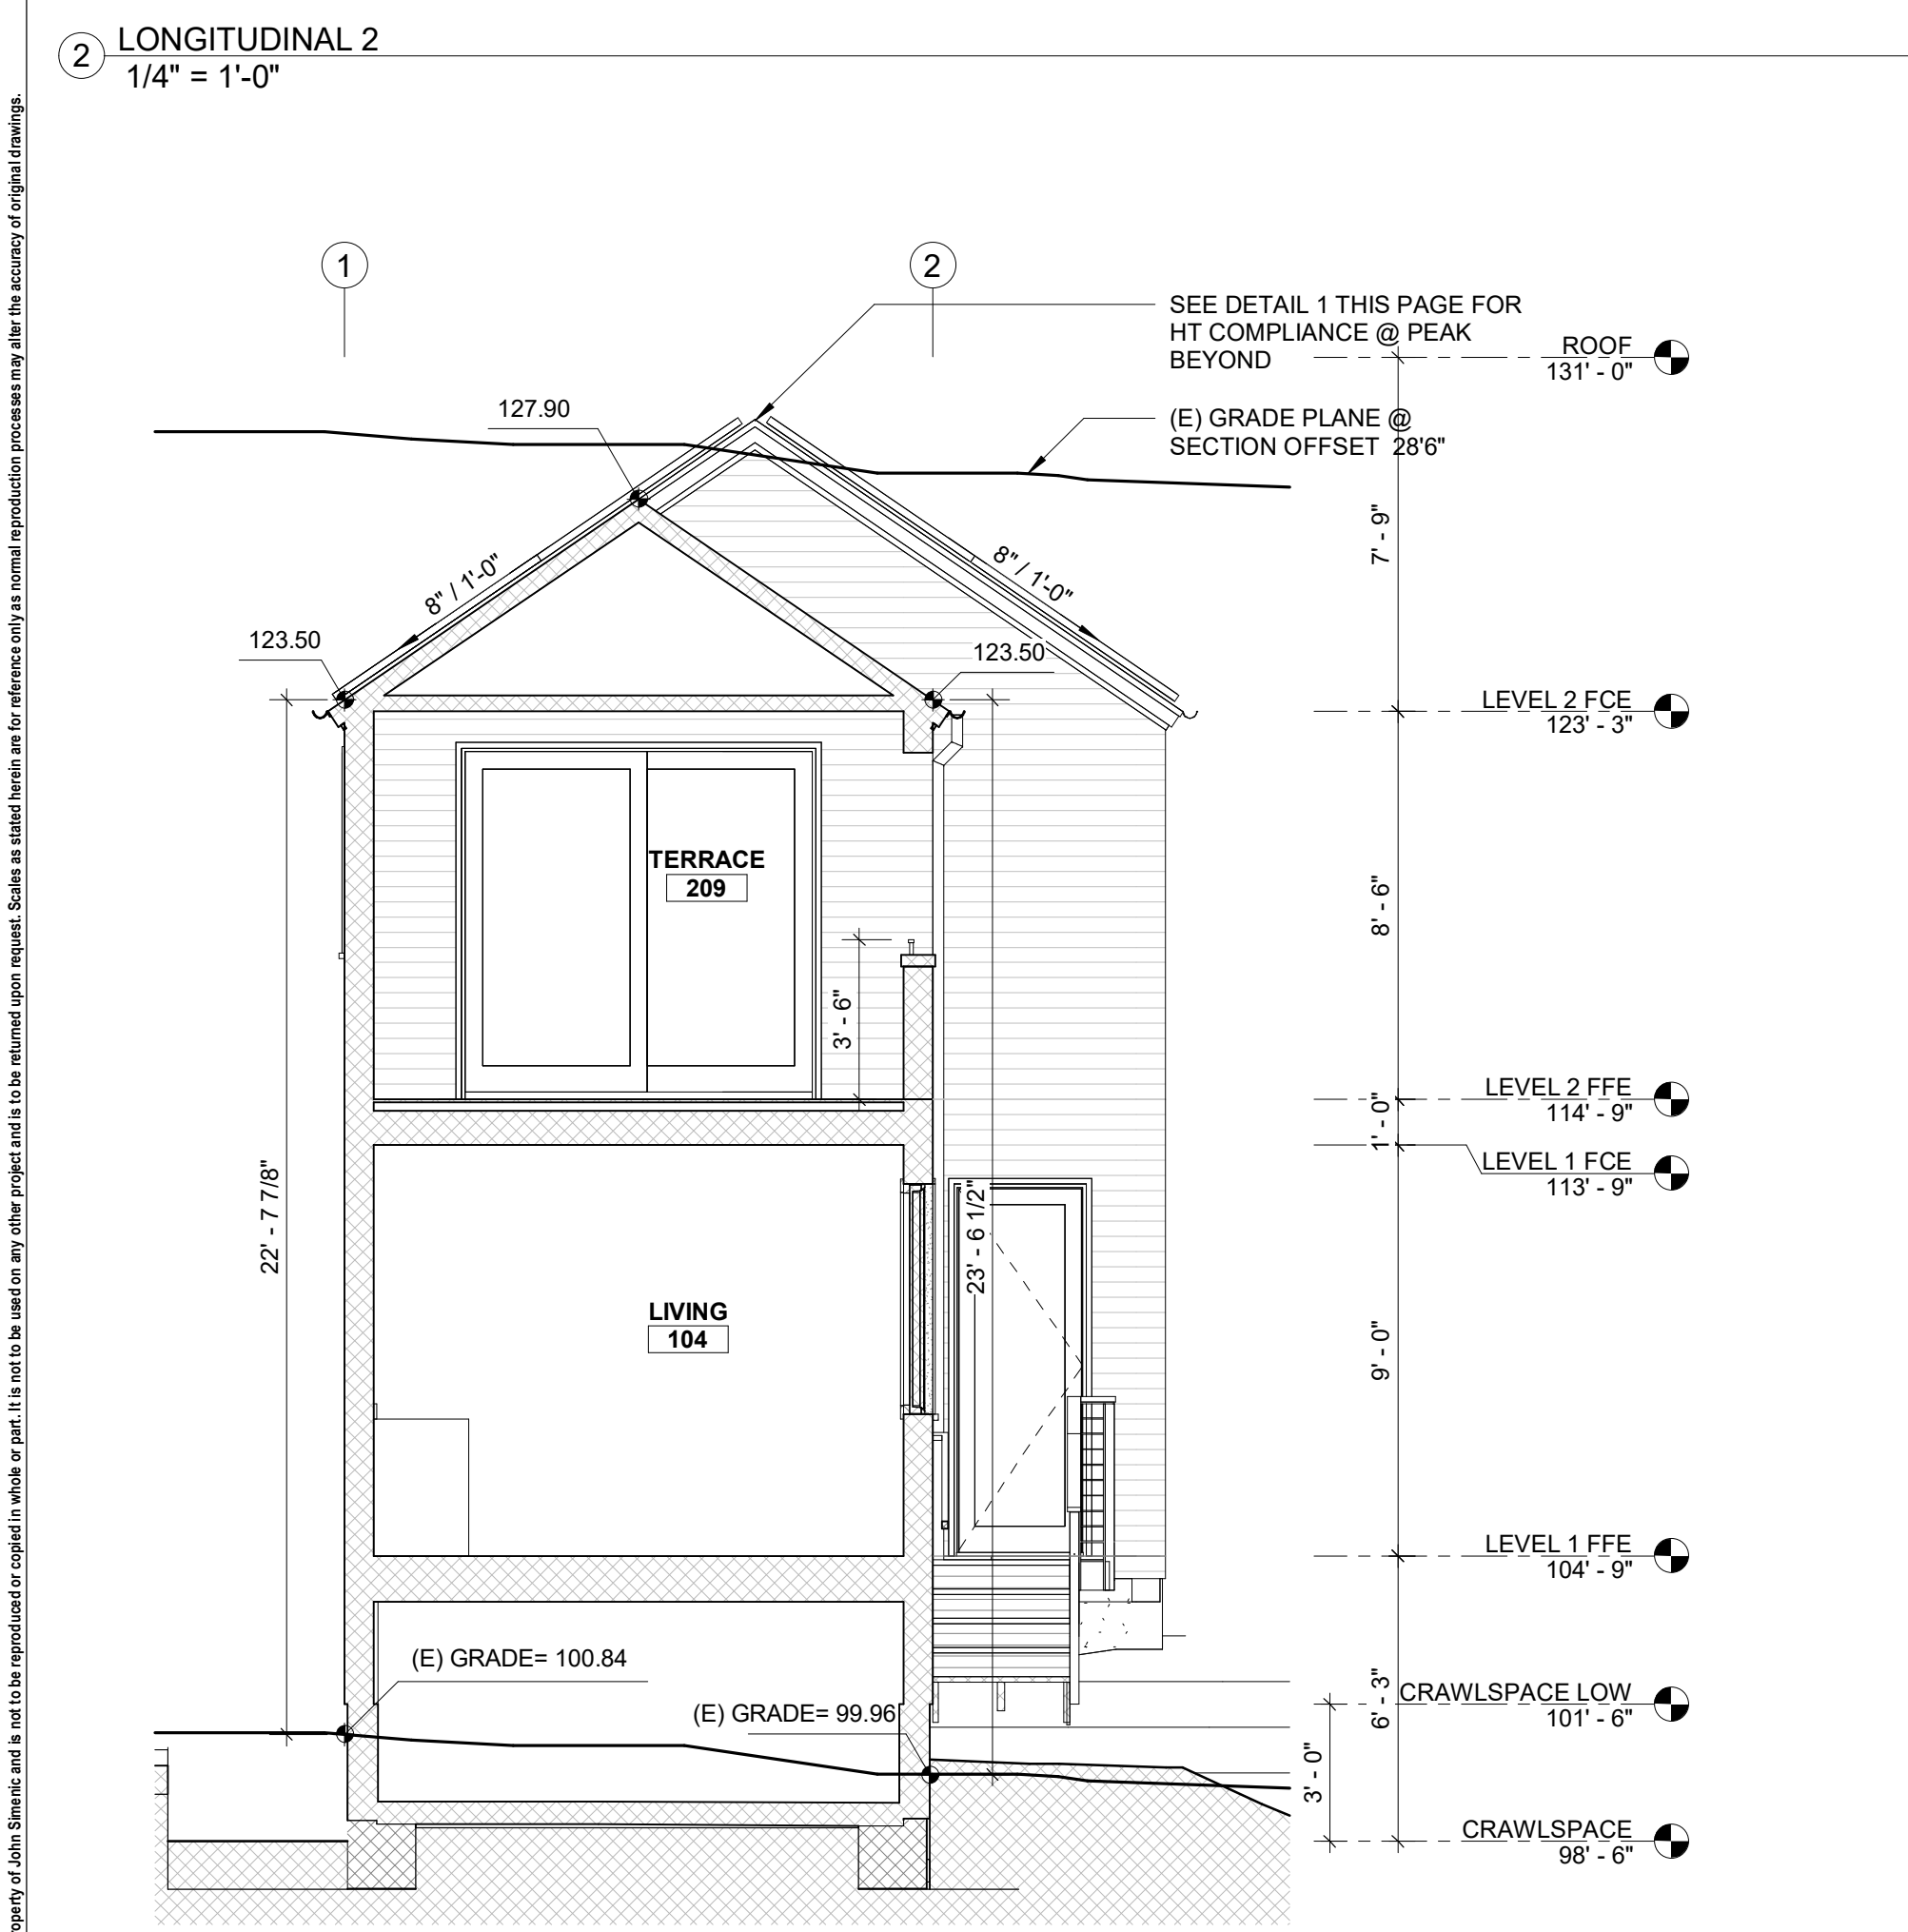 2 LONGITUDINAL 2
1/4" = 1'-0"
operty of John Simenic and is not to be reproduced or copied in whole or part. It is not to be used on any other project and is to be returned upon request. Scales as stated herein are for reference only as normal reproduction processes may alter the accuracy of original drawings.
1
2
SEE DETAIL 1 THIS PAGE FOR
HT COMPLIANCE @ PEAK
BEYOND
ROOF
131' - 0"
127.90
(E) GRADE PLANE @
SECTION OFFSET 28'6"
7' - 9"
8" / 1'-0"
8" / 1'-0"
123.50
123.50
LEVEL 2 FCE
123' - 3"
TERRACE
209
8' - 6"
3' - 6"
LEVEL 2 FFE
114' - 9"
1' - 0"
LEVEL 1 FCE
113' - 9"
22' - 7 7/8"
23' - 6 1/2"
LIVING
104
9' - 0"
LEVEL 1 FFE
104' - 9"
(E) GRADE= 100.84
(E) GRADE= 99.96
6' - 3"
CRAWLSPACE LOW
101' - 6"
3' - 0"
CRAWLSPACE
98' - 6"